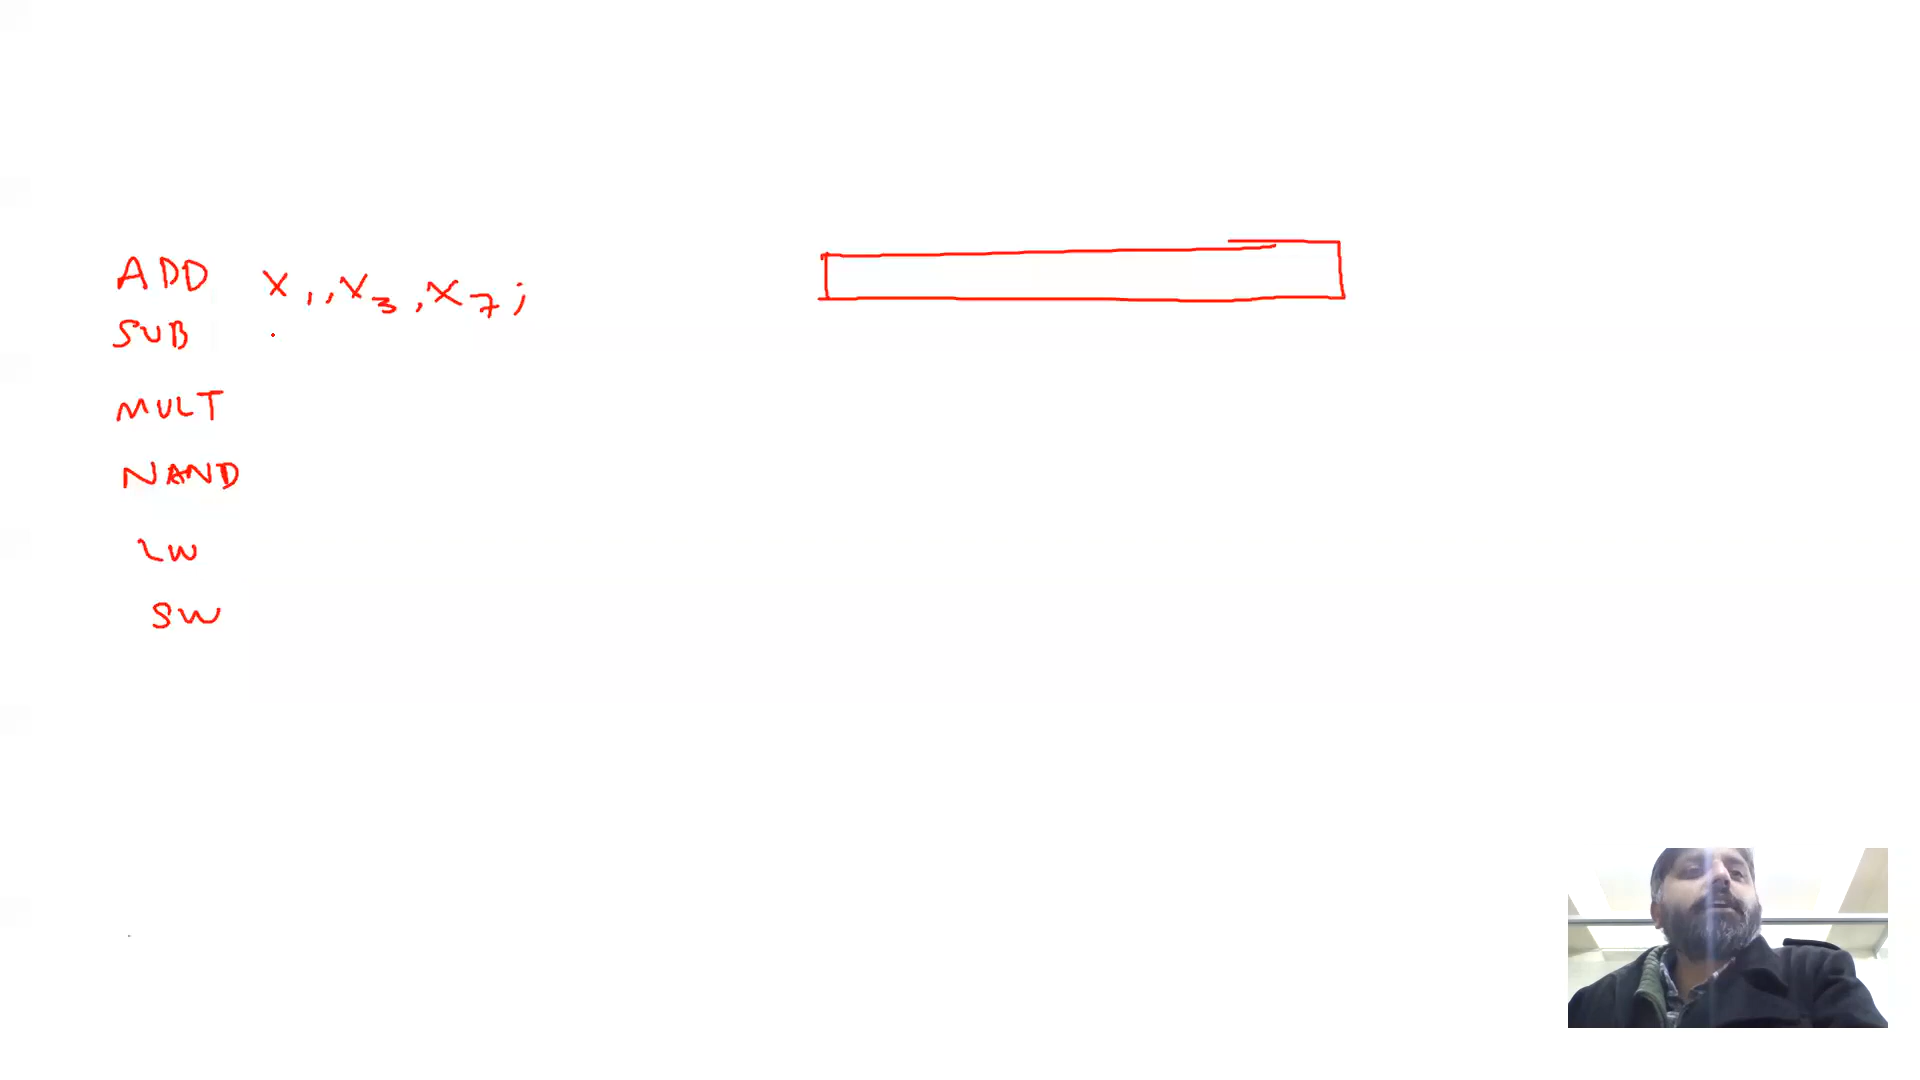 ADD X1, X3, X7;
SUB
MULT
NAND
LW
SW